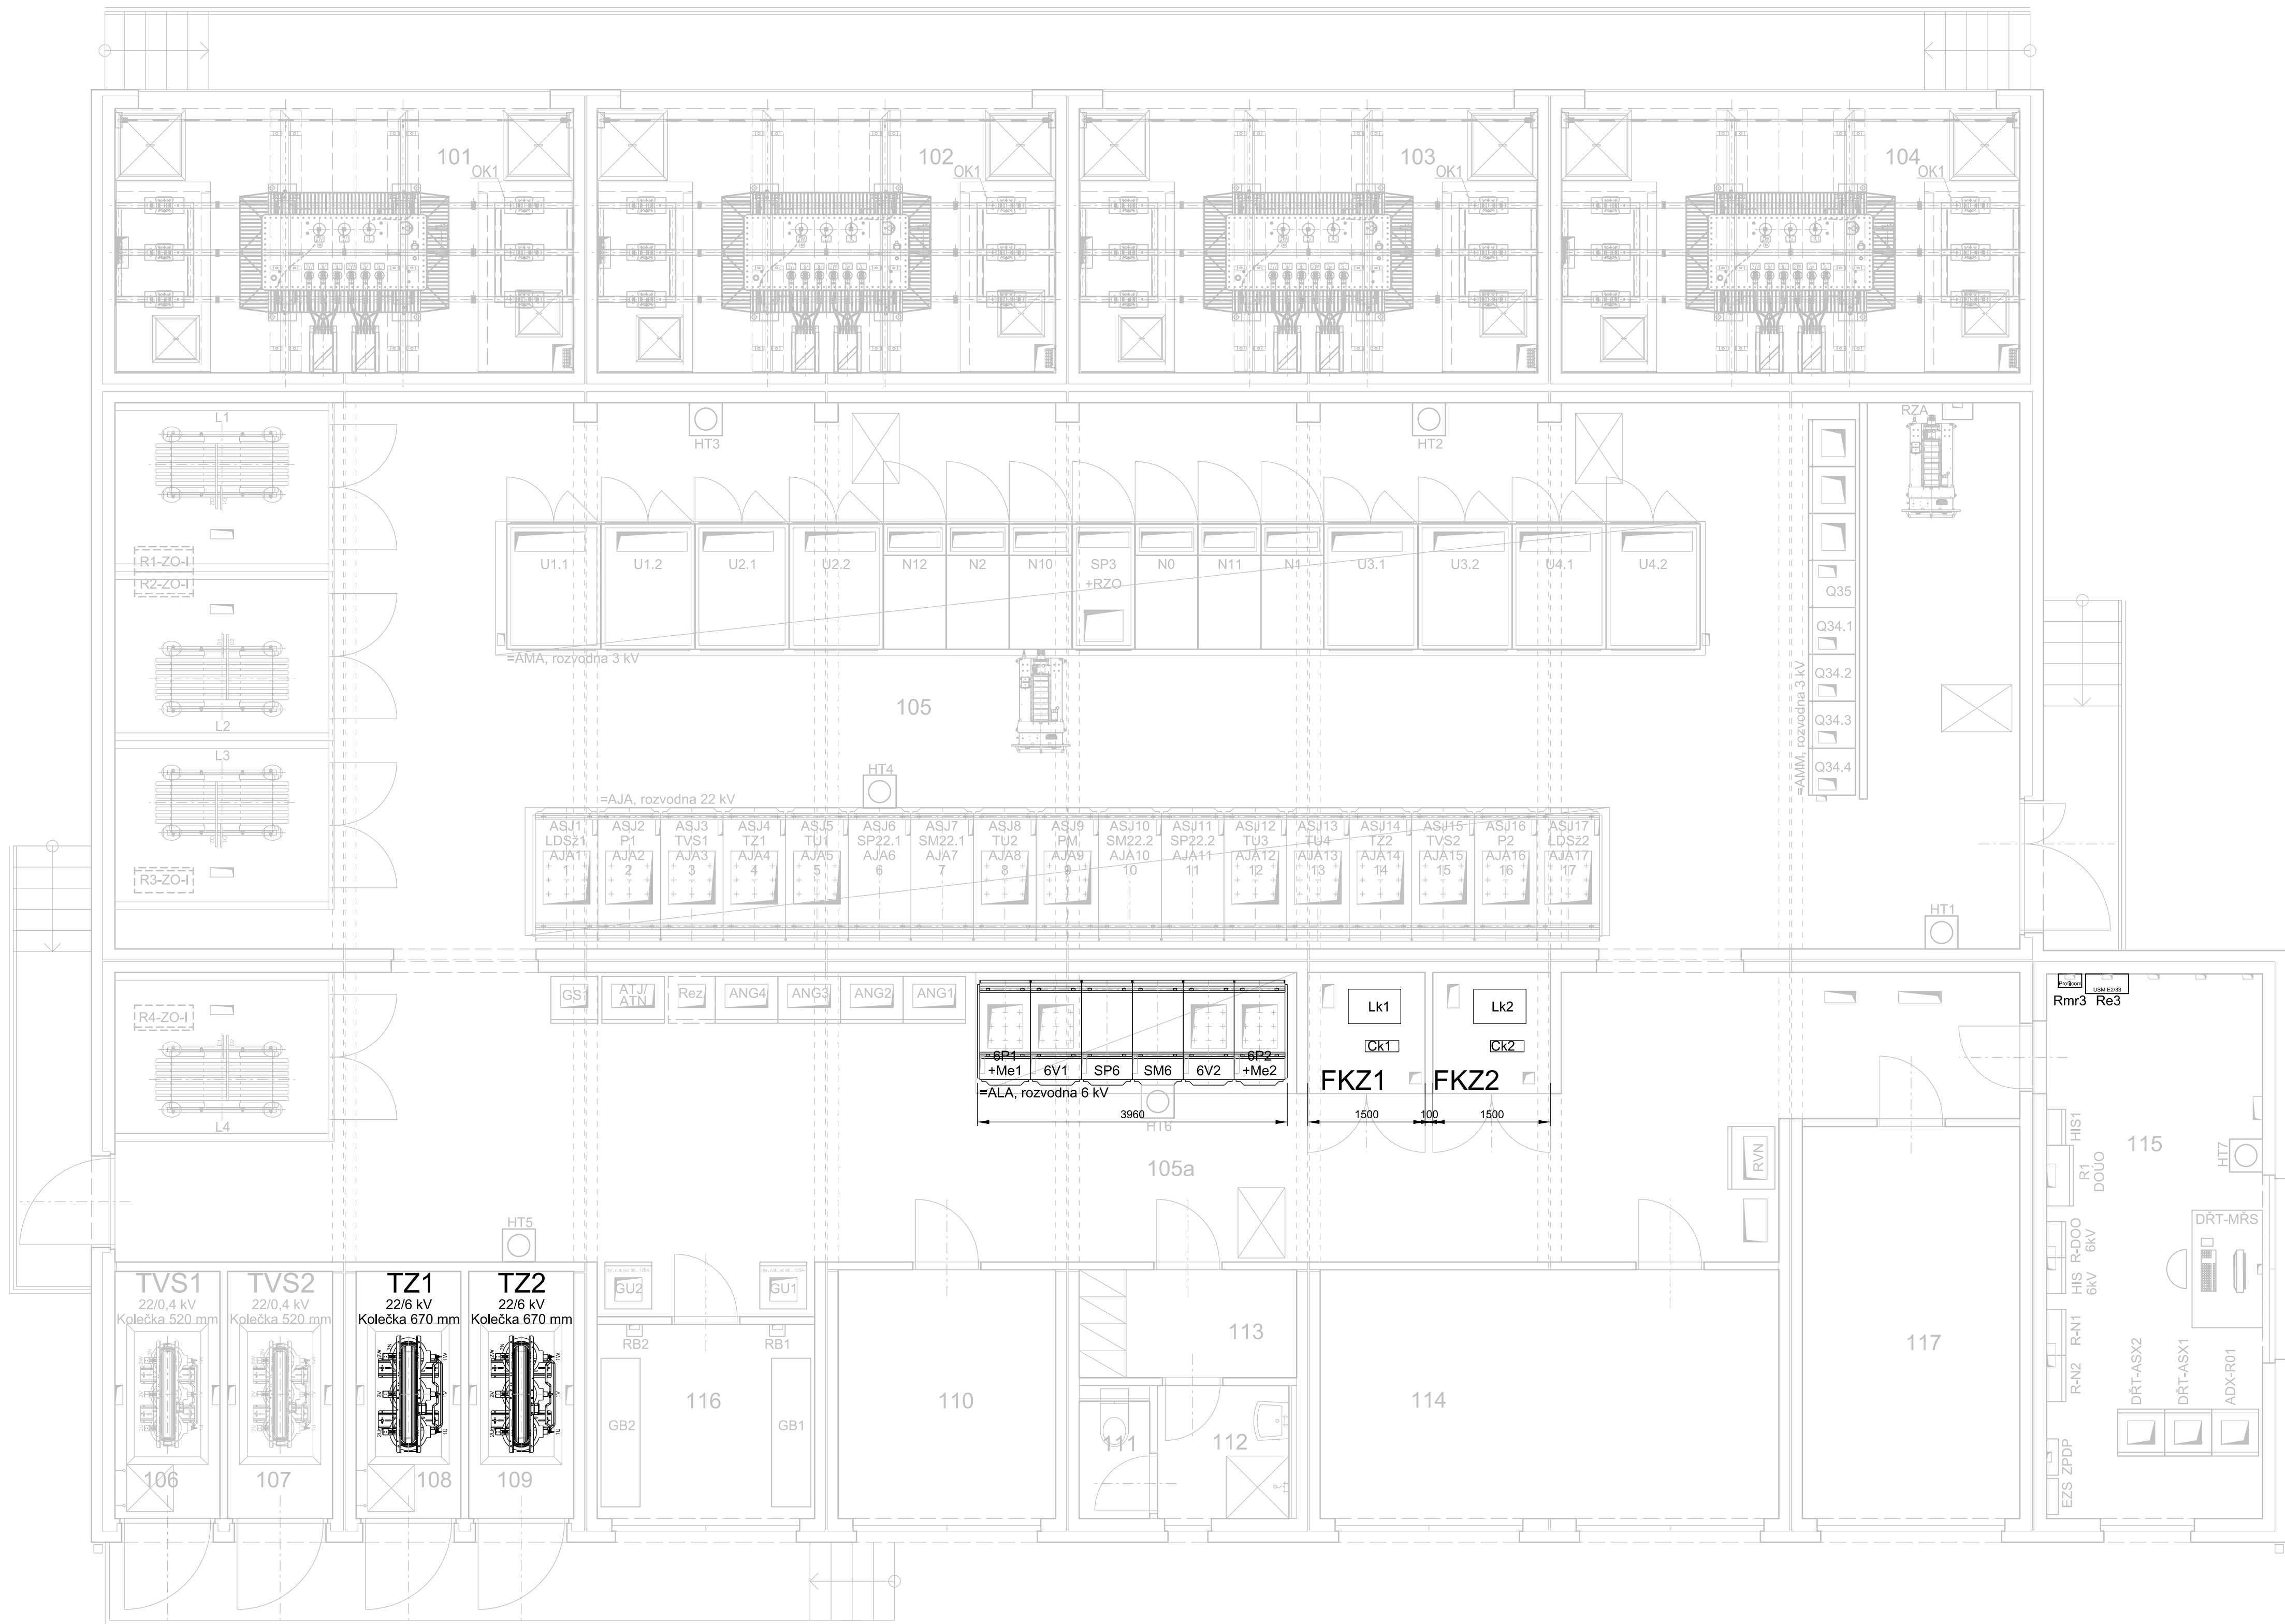 101
OK1
102
OK1
103
OK1
104
OK1
L1
HT3
HT2
RZA
R1-ZO-I
R2-ZO-I
U1.1
U1.2
U2.1
U2.2
N12
N2
N10
SP3
+RZO
N0
N11
N1
U3.1
U3.2
U4.1
U4.2
Q35
Q34.1
Q34.2
Q34.3
Q34.4
=AMM, rozvodna 3 kV
=AMA, rozvodna 3 kV
L2
L3
105
HT4
=AJA, rozvodna 22 kV
R3-ZO-I
ASJ1
LDSž1
AJA1
1
ASJ2
P1
AJA2
2
ASJ3
TVS1
AJA3
3
ASJ4
TZ1
AJA4
4
ASJ5
TU1
AJA5
5
ASJ6
SP22.1
AJA6
6
ASJ7
SM22.1
AJA7
7
ASJ8
TU2
AJA8
8
ASJ9
PM
AJA9
9
ASJ10
SM22.2
AJA10
10
ASJ11
SP22.2
AJA11
11
ASJ12
TU3
AJA12
12
ASJ13
TU4
AJA13
13
ASJ14
TZ2
AJA14
14
ASJ15
TVS2
AJA15
15
ASJ16
P2
AJA16
16
ASJ17
LDSž2
AJA17
17
HT1
R4-ZO-I
L4
GS1
ATJ/
ATN
Rez.
ANG4
ANG3
ANG2
ANG1
6P1
+Me1
6V1
SP6
SM6
6V2
6P2
+Me2
=ALA, rozvodna 6 kV
3960
HT6
Lk1
Ck1
FKZ1
1500
100
Lk2
Ck2
FKZ2
1500
Rmr3
USM E2/33
Re3
105a
RVN
HIS1
115
HT7
R1
DOÚO
R-DOO
6kV
HIS
6kV
DŘT-MŘS
R-N1
R-N2
DŘT-ASX2
DŘT-ASX1
ADX-R01
ZPDP
EZS
HT5
TVS1
22/0,4 kV
Kolečka 520 mm
106
TVS2
22/0,4 kV
Kolečka 520 mm
107
TZ1
22/6 kV
Kolečka 670 mm
108
TZ2
22/6 kV
Kolečka 670 mm
109
GU2
GU1
RB2
RB1
GB2
116
GB1
110
113
111
112
114
117